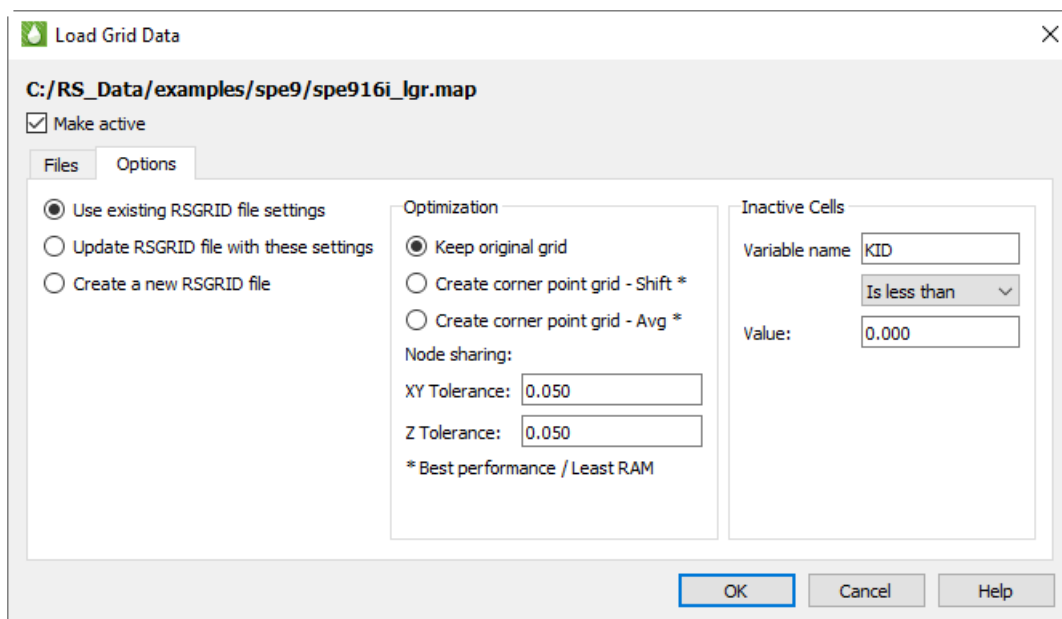 Load Grid Data
C:/RS_Data/examples/spe9/spe916i_lgr.map
Make active
Files Options
Use existing RSGRID file settings
Update RSGRID file with these settings
Create a new RSGRID file
Optimization
Keep original grid
Create corner point grid - Shift *
Create corner point grid - Avg *
Node sharing:
XY Tolerance: 0.050
Z Tolerance: 0.050
* Best performance / Least RAM
Inactive Cells
Variable name KID
Is less than
Value: 0.000
OK Cancel Help